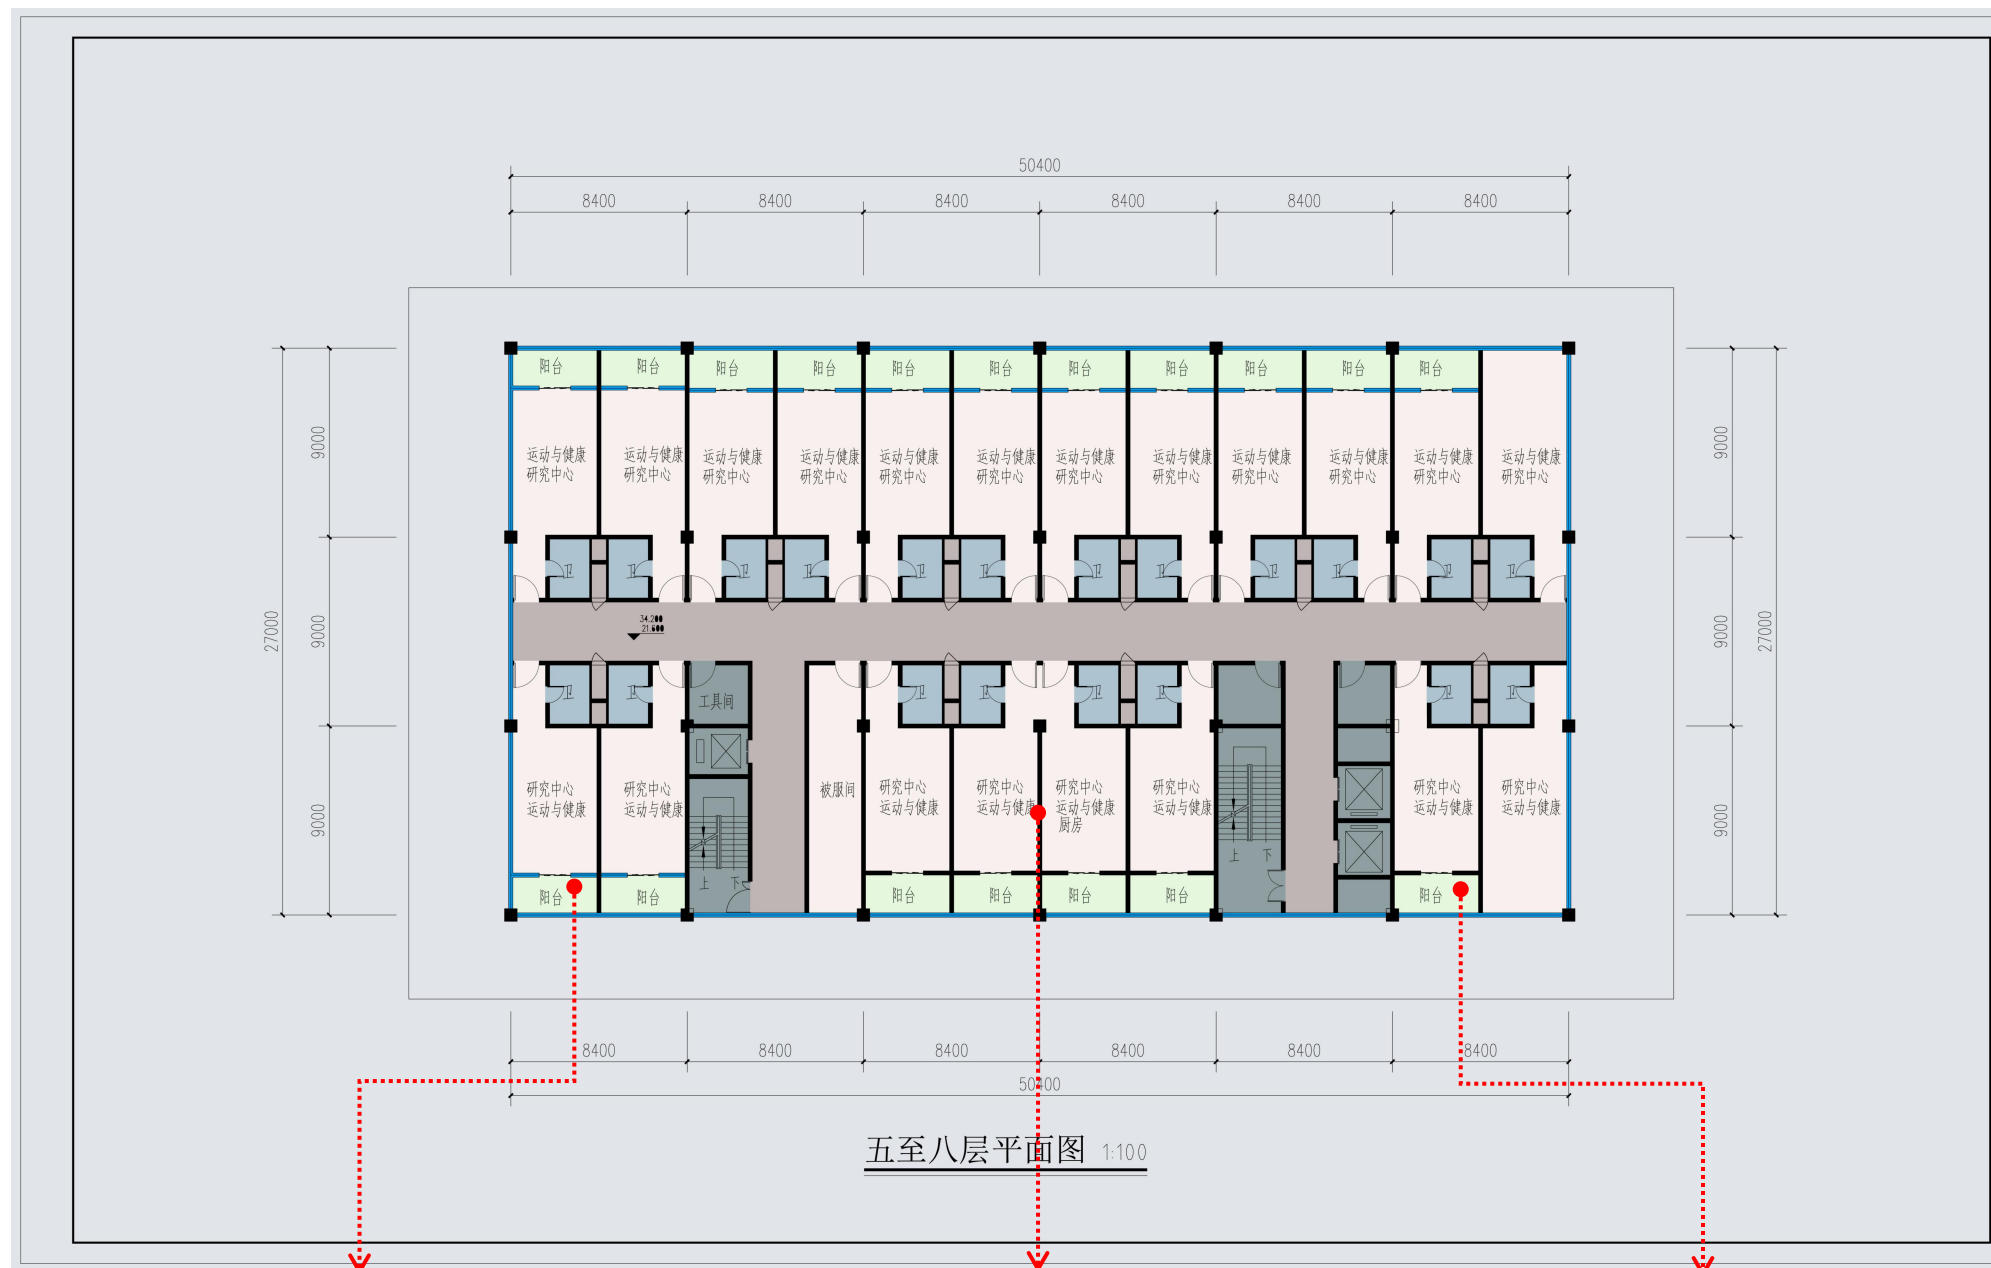 50400
8400 8400 8400 8400 8400 8400
阳台 阳台 阳台 阳台 阳台 阳台 阳台 阳台 阳台 阳台 阳台
9000 9000
运动与健康 运动与健康 运动与健康 运动与健康 运动与健康 运动与健康 运动与健康 运动与健康 运动与健康 运动与健康 运动与健康 运动与健康
研究中心 研究中心 研究中心 研究中心 研究中心 研究中心 研究中心 研究中心 研究中心 研究中心 研究中心 研究中心
卫 卫 卫 卫 卫 卫 卫 卫 卫 卫 卫 卫
34.200
21.600
27000 9000 9000 27000
卫 卫 卫 卫 卫 卫 卫 卫
工具间
研究中心 研究中心 被服间 研究中心 研究中心 研究中心 研究中心 研究中心 研究中心
运动与健康 运动与健康 运动与健康 运动与健康 运动与健康 运动与健康 运动与健康 运动与健康
厨房
9000 9000
上 下 上 下
阳台 阳台 阳台 阳台 阳台 阳台 阳台
8400 8400 8400 8400 8400 8400
50400
五至八层平面图 1:100